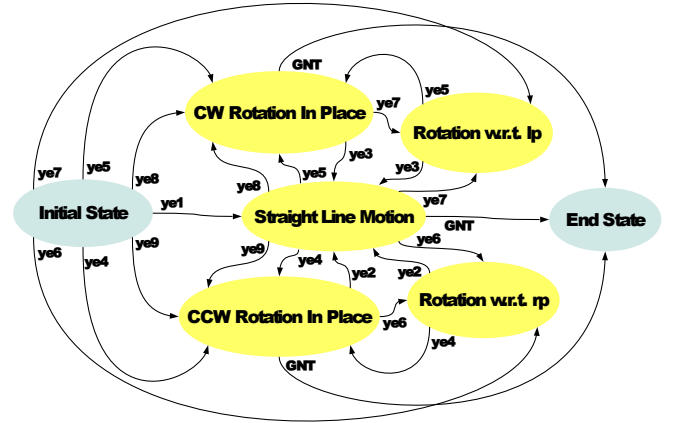 GNT
ye5
CW Rotation In Place
ye7
Rotation w.r.t. lp
ye3
ye3
ye7
ye5
ye8
ye8
ye5
ye7
Initial State
ye1
Straight Line Motion
GNT
End State
ye6
ye9
ye4
ye9
ye4
ye2
ye2
ye6
Rotation w.r.t. rp
CCW Rotation In Place
ye6
ye4
GNT